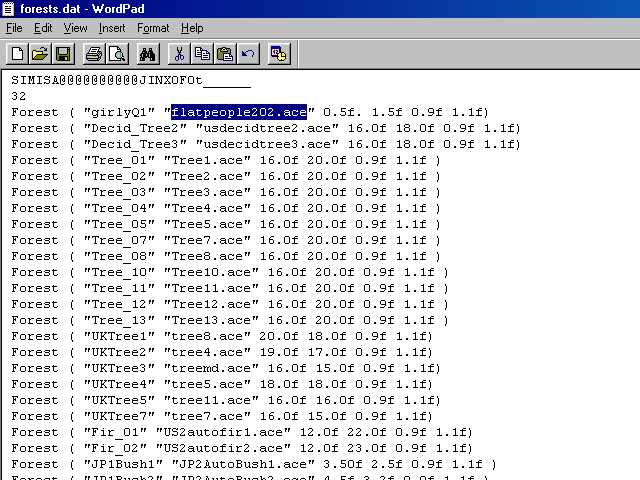 forests.dat - WordPad
File Edit View Insert Format Help
SIMISA@@@@@@@@@@JINX0F0t______
32
Forest ( "girlyQ1" "flatpeople202.ace" 0.5f. 1.5f 0.9f 1.1f)
Forest ( "Decid_Tree2" "usdecidtree2.ace" 16.0f 18.0f 0.9f 1.1f)
Forest ( "Decid_Tree3" "usdecidtree3.ace" 16.0f 18.0f 0.9f 1.1f)
Forest ( "Tree_01" "Tree1.ace" 16.0f 20.0f 0.9f 1.1f )
Forest ( "Tree_02" "Tree2.ace" 16.0f 20.0f 0.9f 1.1f )
Forest ( "Tree_03" "Tree3.ace" 16.0f 20.0f 0.9f 1.1f )
Forest ( "Tree_04" "Tree4.ace" 16.0f 20.0f 0.9f 1.1f )
Forest ( "Tree_05" "Tree5.ace" 16.0f 20.0f 0.9f 1.1f )
Forest ( "Tree_07" "Tree7.ace" 16.0f 20.0f 0.9f 1.1f )
Forest ( "Tree_08" "Tree8.ace" 16.0f 20.0f 0.9f 1.1f )
Forest ( "Tree_10" "Tree10.ace" 16.0f 20.0f 0.9f 1.1f )
Forest ( "Tree_11" "Tree11.ace" 16.0f 20.0f 0.9f 1.1f )
Forest ( "Tree_12" "Tree12.ace" 16.0f 20.0f 0.9f 1.1f )
Forest ( "Tree_13" "Tree13.ace" 16.0f 20.0f 0.9f 1.1f )
Forest ( "UKTree1" "tree8.ace" 20.0f 18.0f 0.9f 1.1f)
Forest ( "UKTree2" "tree4.ace" 19.0f 17.0f 0.9f 1.1f)
Forest ( "UKTree3" "treemd.ace" 16.0f 15.0f 0.9f 1.1f)
Forest ( "UKTree4" "tree5.ace" 18.0f 18.0f 0.9f 1.1f)
Forest ( "UKTree5" "tree11.ace" 16.0f 16.0f 0.9f 1.1f)
Forest ( "UKTree7" "tree7.ace" 16.0f 15.0f 0.9f 1.1f)
Forest ( "Fir_01" "US2autofir1.ace" 12.0f 22.0f 0.9f 1.1f)
Forest ( "Fir_02" "US2autofir2.ace" 12.0f 23.0f 0.9f 1.1f)
Forest ( "JP1Bush1" "JP2AutoBush1.ace" 3.50f 2.5f 0.9f 1.1f )
Forest ( "JP1Bush2" "JP2AutoBush2.ace"